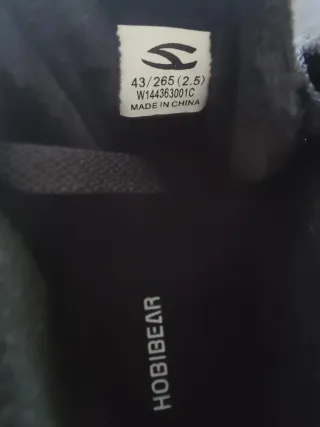 43/265(2.5)
W144363001C
MADE IN CHINA
HOBIBEAR